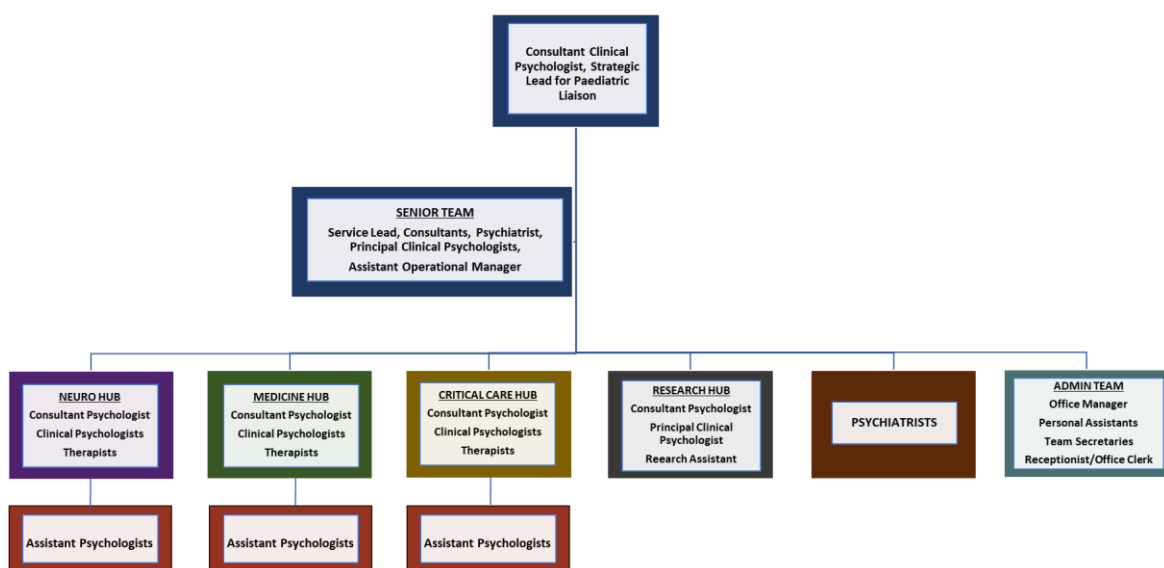 Consultant Clinical
Psychologist, Strategic
Lead for Paediatric
Liaison
SENIOR TEAM
Service Lead, Consultants, Psychiatrist,
Principal Clinical Psychologists,
Assistant Operational Manager
NEURO HUB
Consultant Psychologist
Clinical Psychologists
Therapists
MEDICINE HUB
Consultant Psychologist
Clinical Psychologists
Therapists
CRITICAL CARE HUB
Consultant Psychologist
Clinical Psychologists
Therapists
RESEARCH HUB
Consultant Psychologist
Principal Clinical
Psychologist
Reearch Assistant
PSYCHIATRISTS
ADMIN TEAM
Office Manager
Personal Assistants
Team Secretaries
Receptionist/Office Clerk
Assistant Psychologists
Assistant Psychologists
Assistant Psychologists